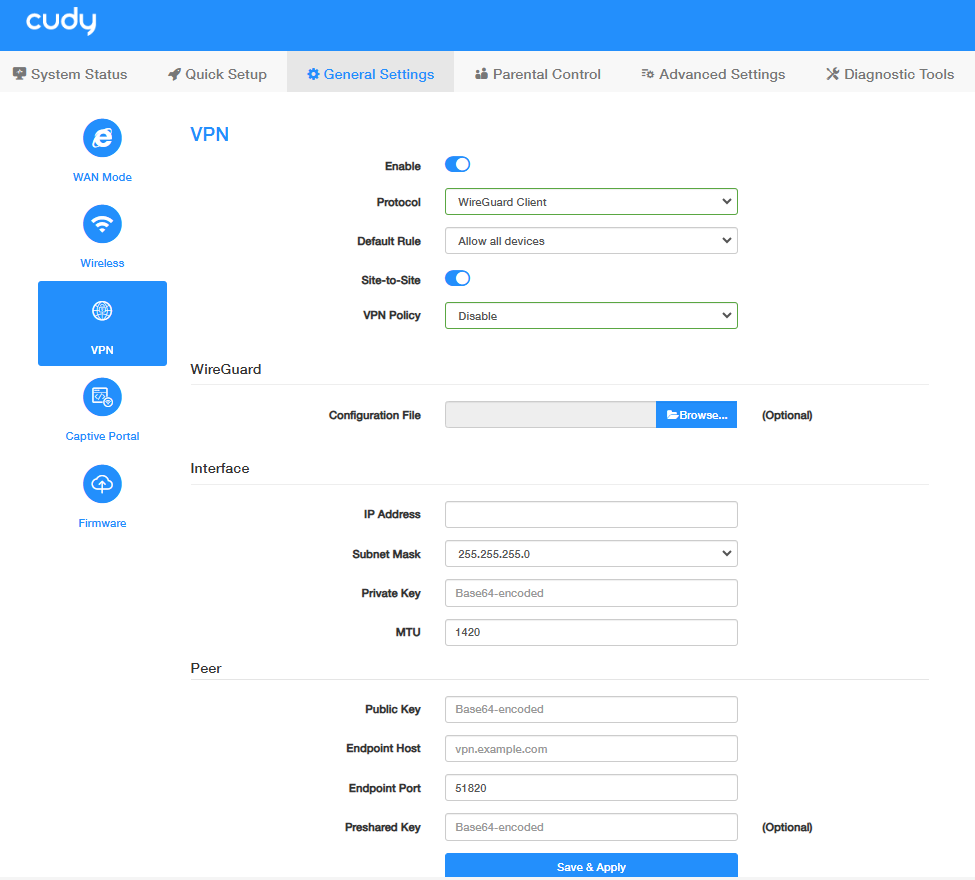 cudy
System Status Quick Setup General Settings Parental Control Advanced Settings Diagnostic Tools
WAN Mode
Wireless
VPN
Captive Portal
Firmware
VPN
Enable
Protocol WireGuard Client
Default Rule Allow all devices
Site-to-Site
VPN Policy Disable
WireGuard
Configuration File Browse... (Optional)
Interface
IP Address
Subnet Mask 255.255.255.0
Private Key Base64-encoded
MTU 1420
Peer
Public Key Base64-encoded
Endpoint Host vpn.example.com
Endpoint Port 51820
Preshared Key Base64-encoded (Optional)
Save & Apply